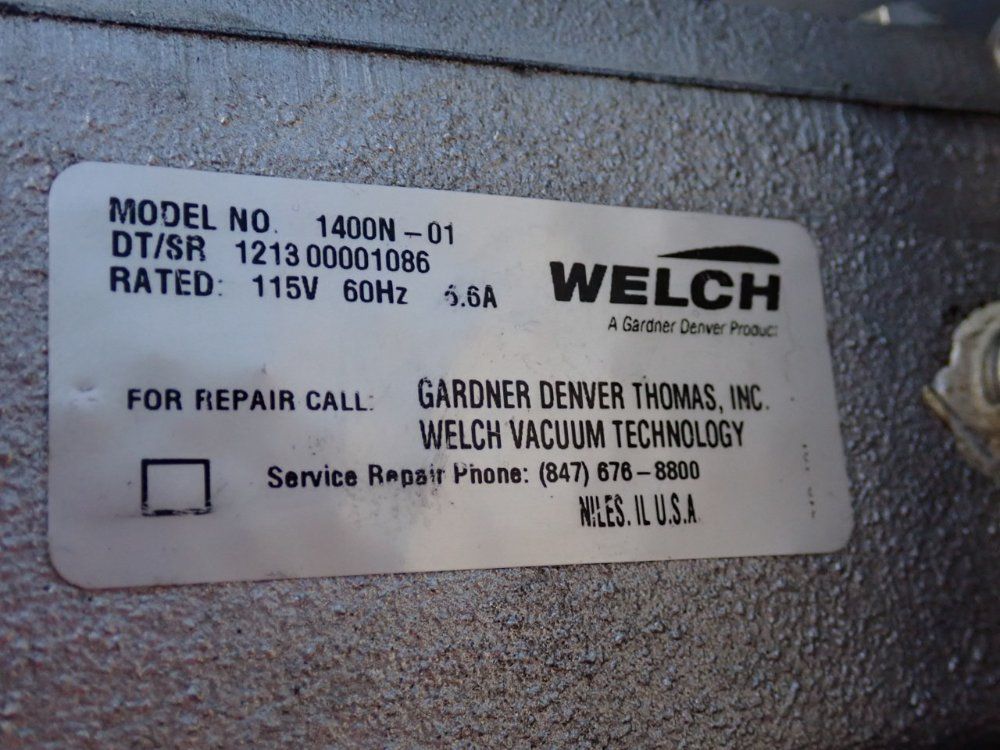 MODEL NO. 1400N-01
DT/SR 1213 00001086
RATED: 115V 60Hz
WELCH
A Gardner Denver Product
FOR REPAIR CALL: GARDNER DENVER THOMAS, INC.
WELCH VACUUM TECHNOLOGY
Service Repair Phone: (847) 676-8800
NILES, IL U.S.A.